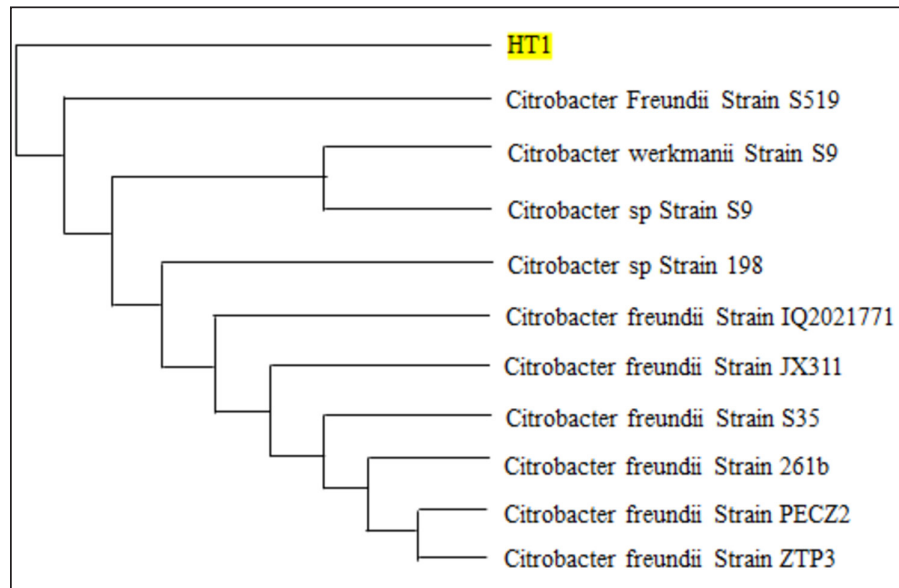 HT1
Citrobacter Freundii Strain S519
Citrobacter werkmanii Strain S9
Citrobacter sp Strain S9
Citrobacter sp Strain 198
Citrobacter freundii Strain IQ2021771
Citrobacter freundii Strain JX311
Citrobacter freundii Strain S35
Citrobacter freundii Strain 261b
Citrobacter freundii Strain PECZ2
Citrobacter freundii Strain ZTP3